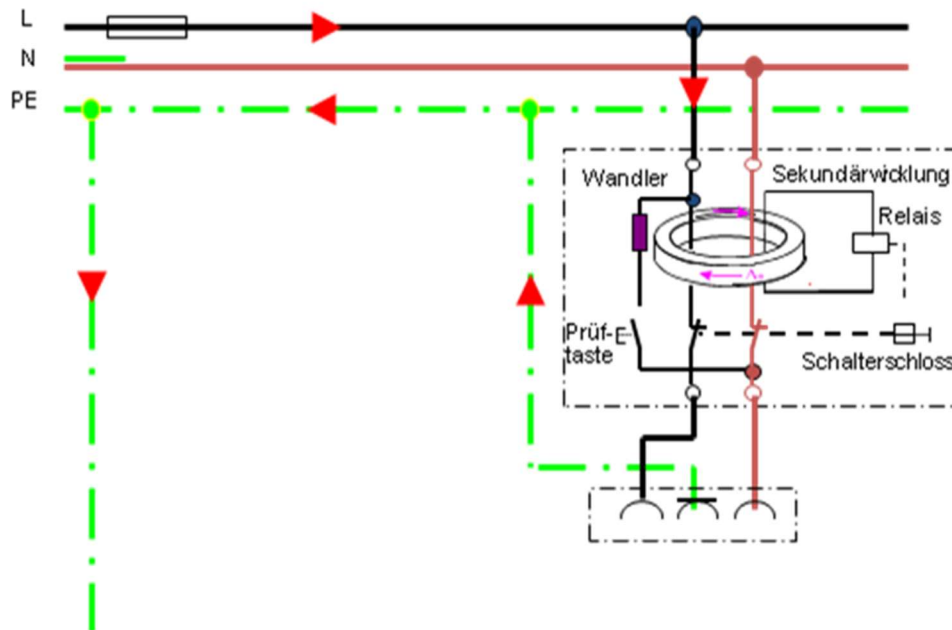 L
N
PE
Wandler
Sekundärwicklung
Relais
Prüf-
taste
Schalterschloss